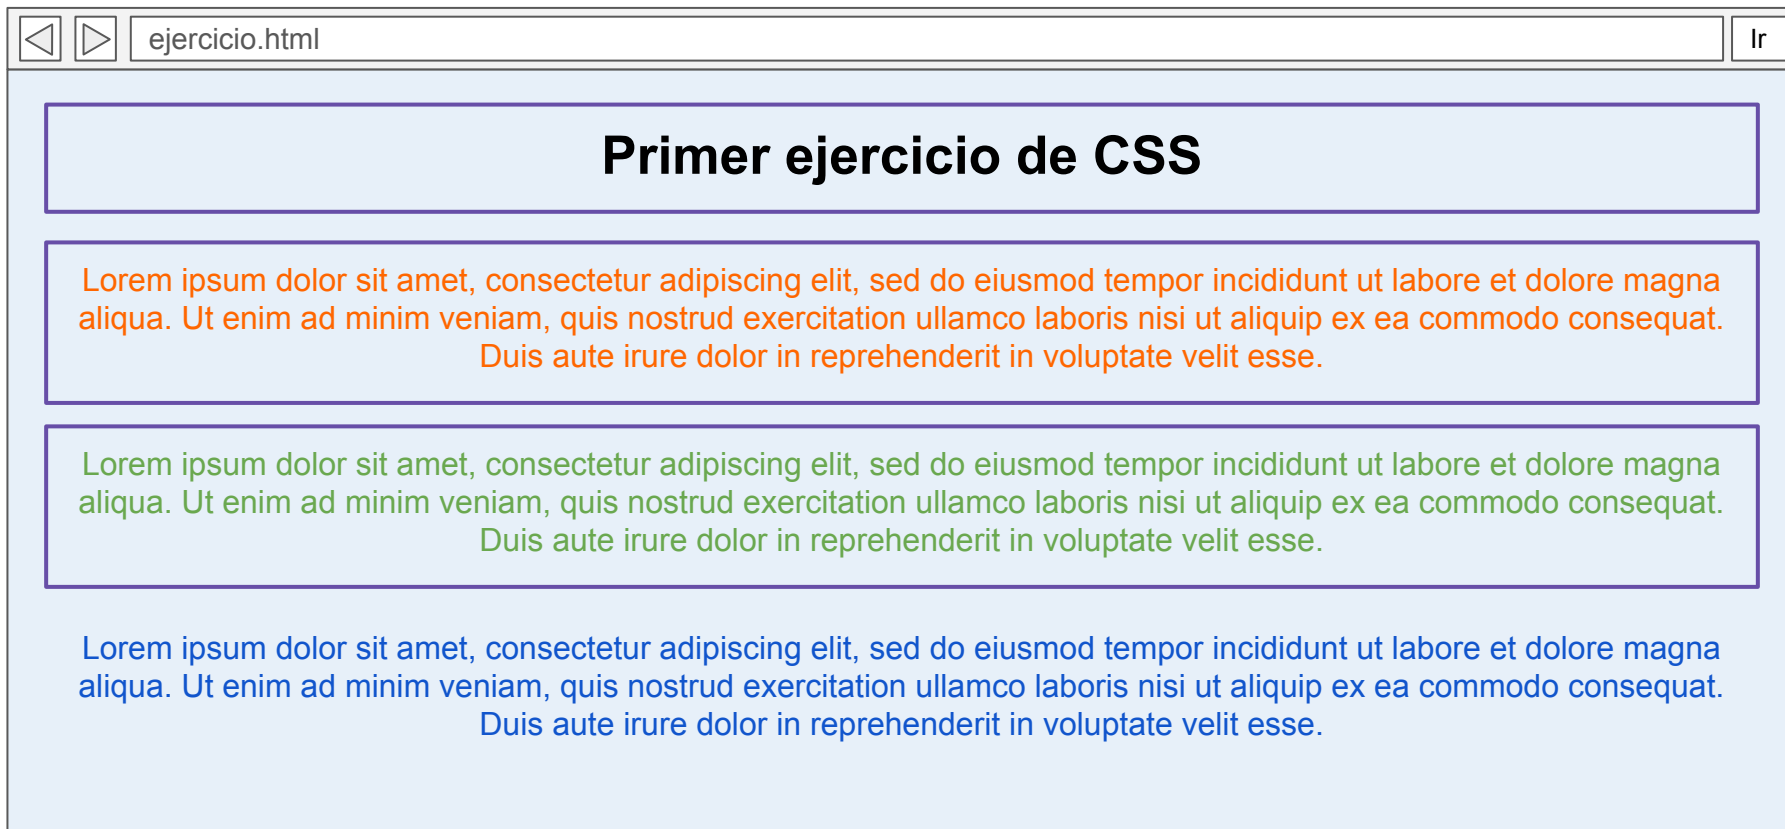 ejercicio.html
Ir
Primer ejercicio de CSS
Lorem ipsum dolor sit amet, consectetur adipiscing elit, sed do eiusmod tempor incididunt ut labore et dolore magna
aliqua. Ut enim ad minim veniam, quis nostrud exercitation ullamco laboris nisi ut aliquip ex ea commodo consequat.
Duis aute irure dolor in reprehenderit in voluptate velit esse.
Lorem ipsum dolor sit amet, consectetur adipiscing elit, sed do eiusmod tempor incididunt ut labore et dolore magna
aliqua. Ut enim ad minim veniam, quis nostrud exercitation ullamco laboris nisi ut aliquip ex ea commodo consequat.
Duis aute irure dolor in reprehenderit in voluptate velit esse.
Lorem ipsum dolor sit amet, consectetur adipiscing elit, sed do eiusmod tempor incididunt ut labore et dolore magna
aliqua. Ut enim ad minim veniam, quis nostrud exercitation ullamco laboris nisi ut aliquip ex ea commodo consequat.
Duis aute irure dolor in reprehenderit in voluptate velit esse.